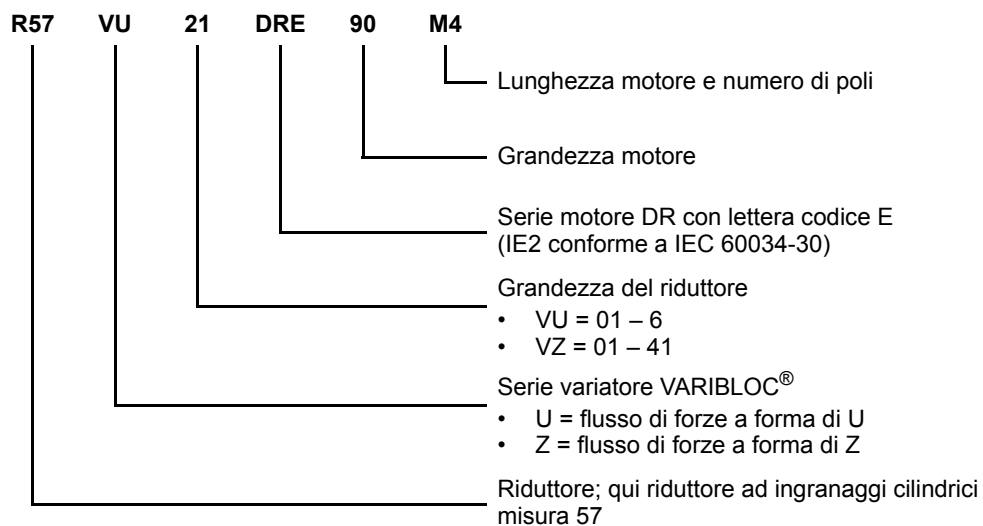 R57 VU 21 DRE 90 M4
Lunghezza motore e numero di poli
Grandezza motore
Serie motore DR con lettera codice E
(IE2 conforme a IEC 60034-30)
Grandezza del riduttore
• VU = 01 – 6
• VZ = 01 – 41
Serie variatore VARIBLOC®
• U = flusso di forze a forma di U
• Z = flusso di forze a forma di Z
Riduttore; qui riduttore ad ingranaggi cilindrici
misura 57